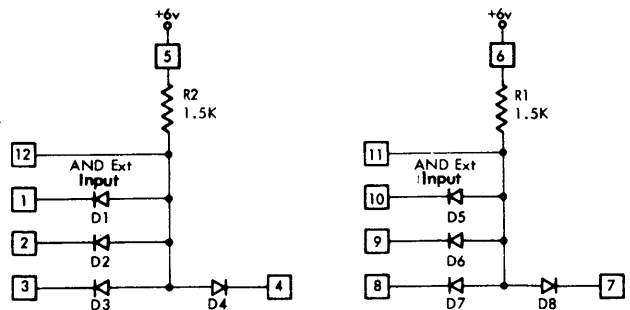 +6v
5
R2
1.5K
12
AND Ext
Input
1
D1
2
D2
3
D3
D4
4
+6v
6
R1
1.5K
11
AND Ext
Input
10
D5
9
D6
8
D7
D8
7